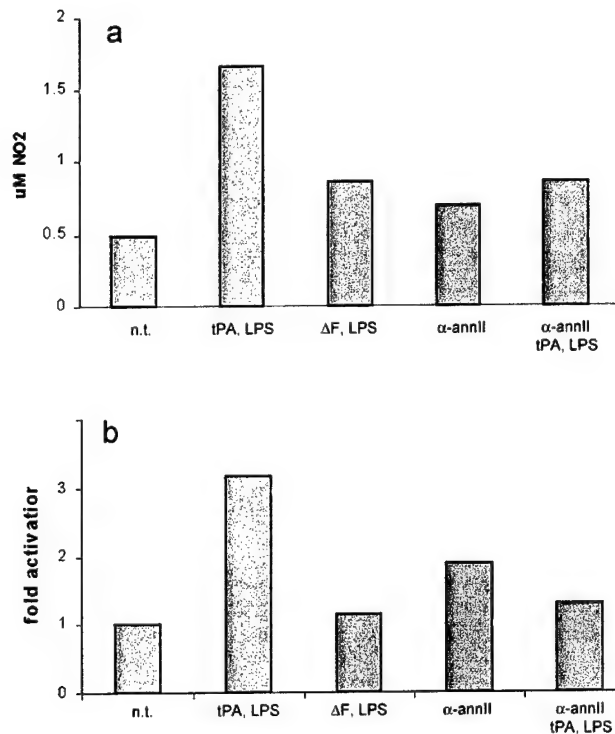 a
2
1.5
1
0.5
0
uM NO2
n.t.
tPA, LPS
ΔF, LPS
α-annII
α-annII
tPA, LPS
b
3
2
1
0
fold activatior
n.t.
tPA, LPS
ΔF, LPS
α-annII
α-annII
tPA, LPS